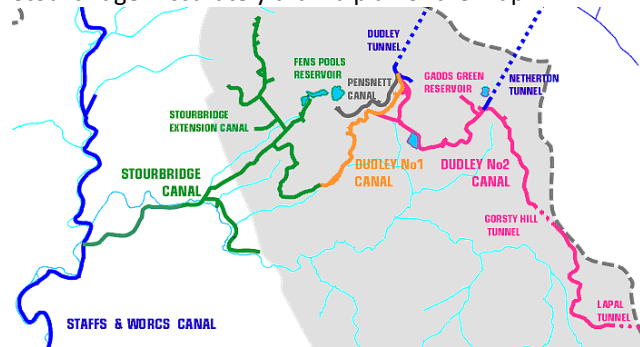 DUDLEY
TUNNEL
FENS POOLS
RESERVOIR
PENSNETT
CANAL
GADDS GREEN
RESERVOIR
NETHERTON
TUNNEL
STOURBRIDGE
EXTENSION CANAL
STOURBRIDGE
CANAL
DUDLEY No1
CANAL
DUDLEY No2
CANAL
GORSTY HILL
TUNNEL
LAPAL
TUNNEL
STAFFS & WORCS CANAL